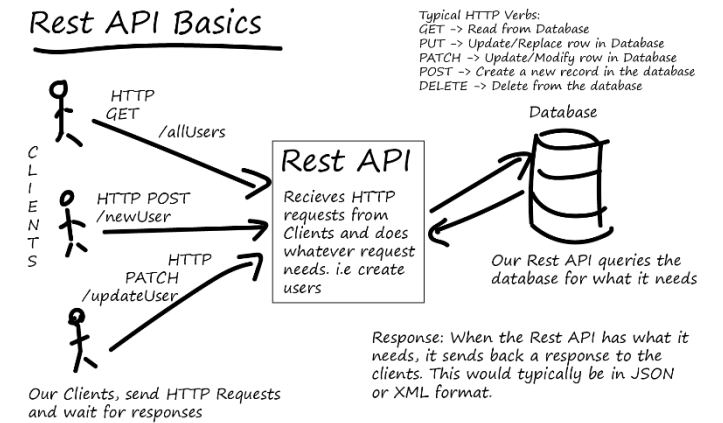 Rest API Basics
Typical HTTP Verbs:
GET -> Read from Database
PUT -> Update/Replace row in Database
PATCH -> Update/Modify row in Database
POST -> Create a new record in the database
DELETE -> Delete from the database
CLIENTS
HTTP
GET
/allUsers
HTTP POST
/newUser
HTTP
PATCH
/updateUser
Rest API
Recieves HTTP
requests from
Clients and does
whatever request
needs. i.e create
users
Database
Our Rest API queries the
database for what it needs
Our Clients, send HTTP Requests
and wait for responses
Response: When the Rest API has what it
needs, it sends back a response to the
clients. This would typically be in JSON
or XML format.